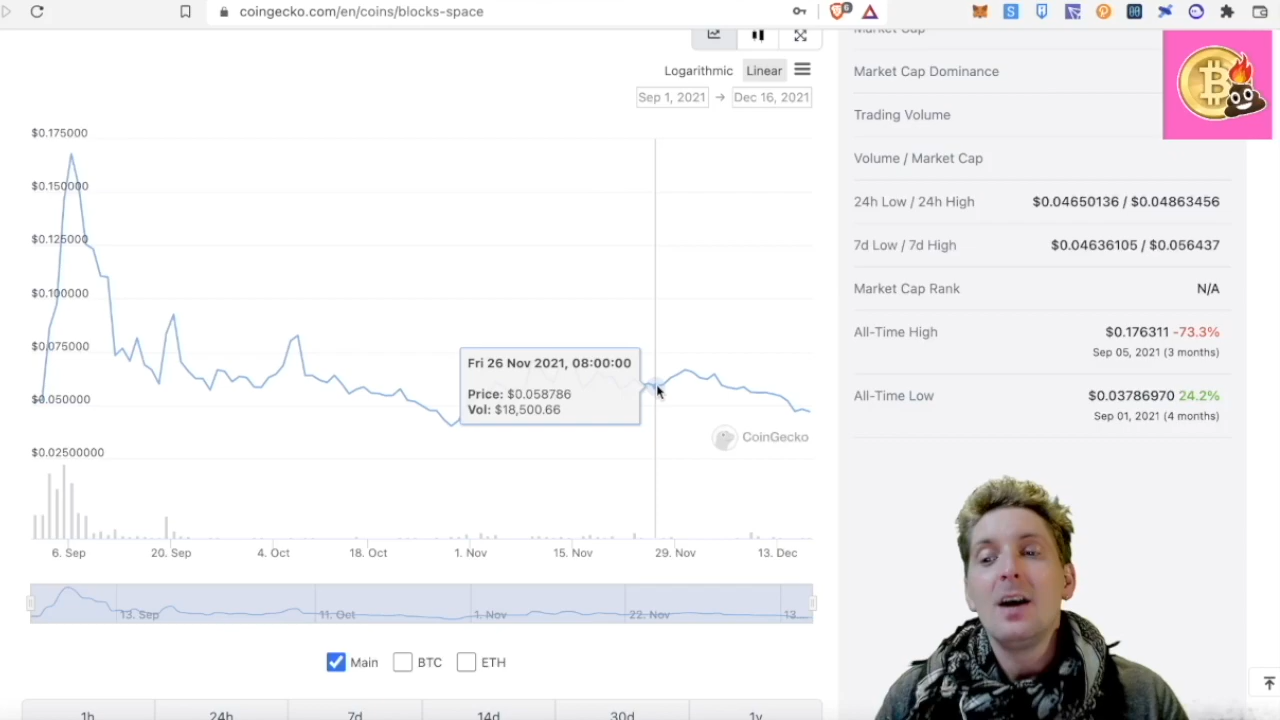 coingecko.com/en/coins/blocks-space
6
Market Cap
Logarithmic Linear
Market Cap Dominance
Sep 1, 2021 → Dec 16, 2021
Trading Volume
$0.175000
Volume / Market Cap
$0.150000
24h Low / 24h High $0.04650136 / $0.04863456
$0.125000
7d Low / 7d High $0.04636105 / $0.056437
$0.100000
Market Cap Rank N/A
$0.075000
All-Time High $0.176311 -73.3%
Sep 05, 2021 (3 months)
Fri 26 Nov 2021, 08:00:00
Price: $0.058786
Vol: $18,500.66
$0.050000
All-Time Low $0.03786970 24.2%
Sep 01, 2021 (4 months)
CoinGecko
$0.02500000
6. Sep 20. Sep 4. Oct 18. Oct 1. Nov 15. Nov 29. Nov 13. Dec
13. Sep 11. Oct 1. Nov 22. Nov 13.
Main BTC ETH
1h 24h 7d 14d 30d 1y